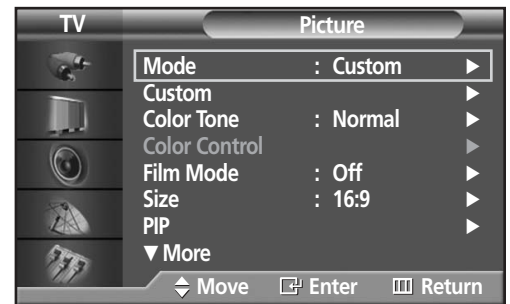 TV Picture
Mode : Custom ▶
Custom ▶
Color Tone : Normal ▶
Color Control ▶
Film Mode : Off ▶
Size : 16:9 ▶
PIP ▶
▼ More
Move Enter Return